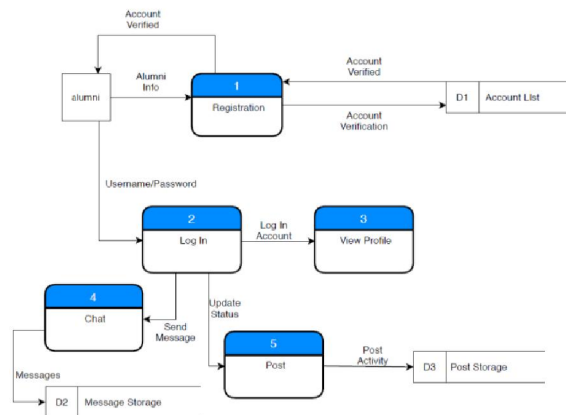 Account
Verified
alumni
Alumni
Info
1
Registration
Account
Verified
Account
Verification
D1
Account LIst
Username/Password
2
Log In
Log In
Account
3
View Profile
4
Chat
Send
Message
Update
Status
5
Post
Post
Activity
D3
Post Storage
Messages
D2
Message Storage